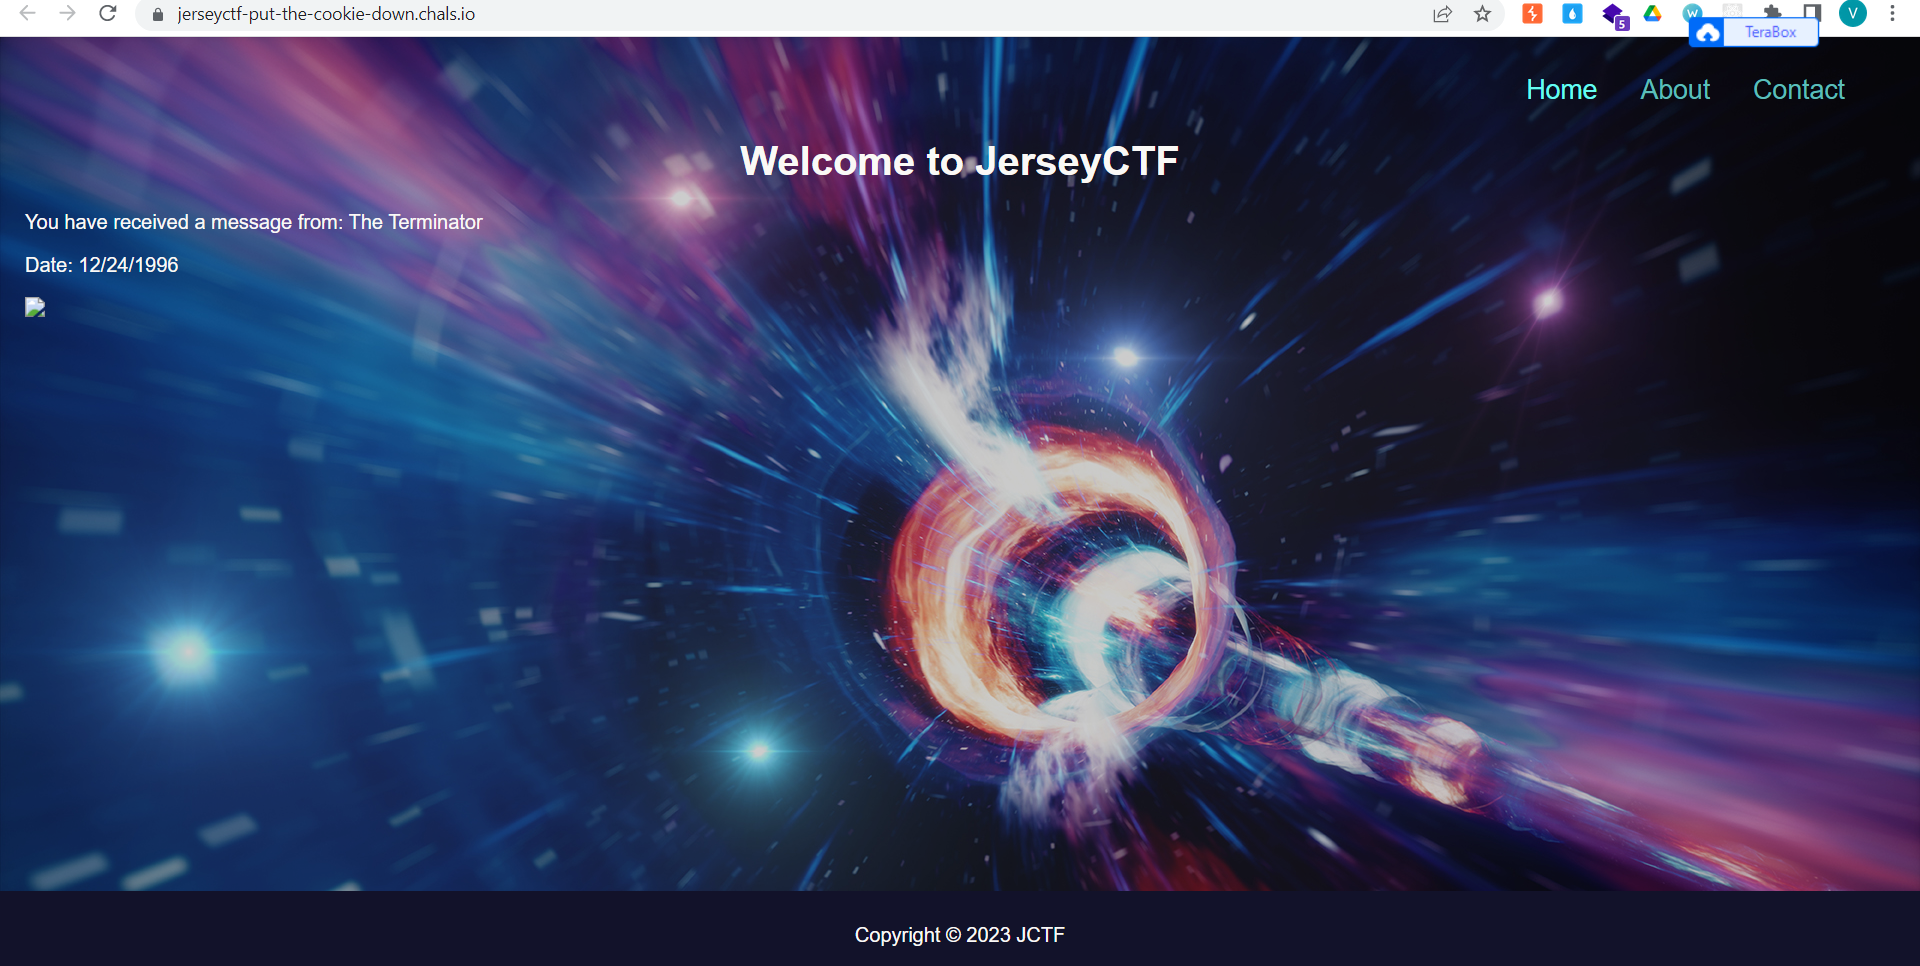 jerseyctf-put-the-cookie-down.chals.io
5
W
V
TeraBox
Home About Contact
Welcome to JerseyCTF
You have received a message from: The Terminator
Date: 12/24/1996
Copyright © 2023 JCTF